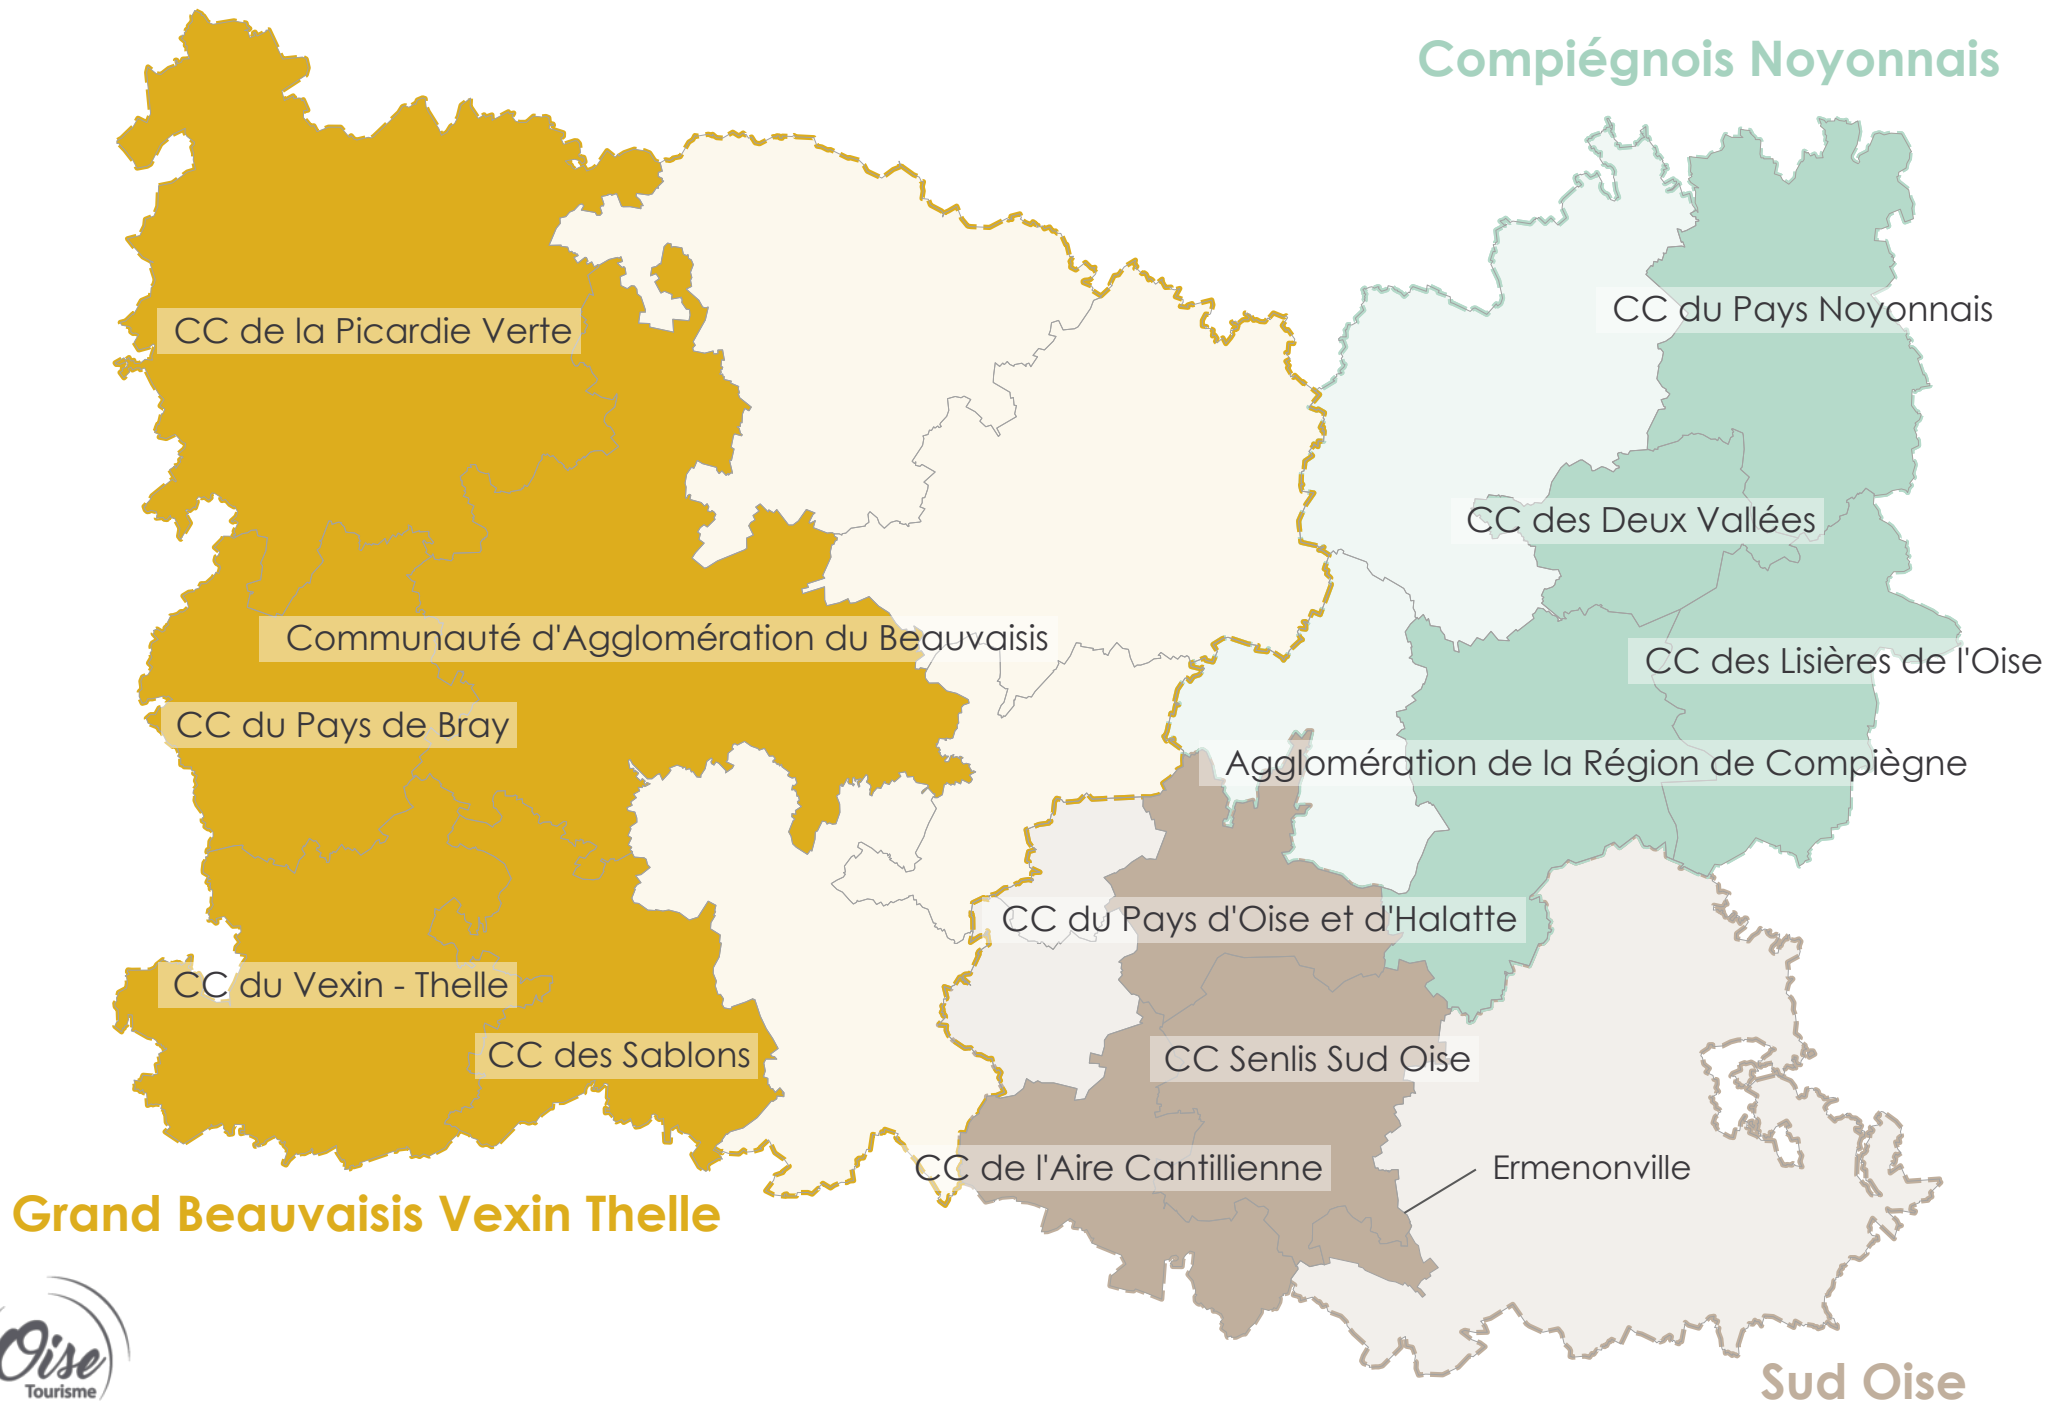 Compiégnois Noyonnais
CC du Pays Noyonnais
CC de la Picardie Verte
CC des Deux Vallées
Communauté d'Agglomération du Beauvaisis
CC des Lisières de l'Oise
CC du Pays de Bray
Agglomération de la Région de Compiègne
CC du Pays d'Oise et d'Halatte
CC du Vexin - Thelle
CC des Sablons
CC Senlis Sud Oise
CC de l'Aire Cantillienne
Ermenonville
Grand Beauvaisis Vexin Thelle
Oise
Tourisme
Sud Oise